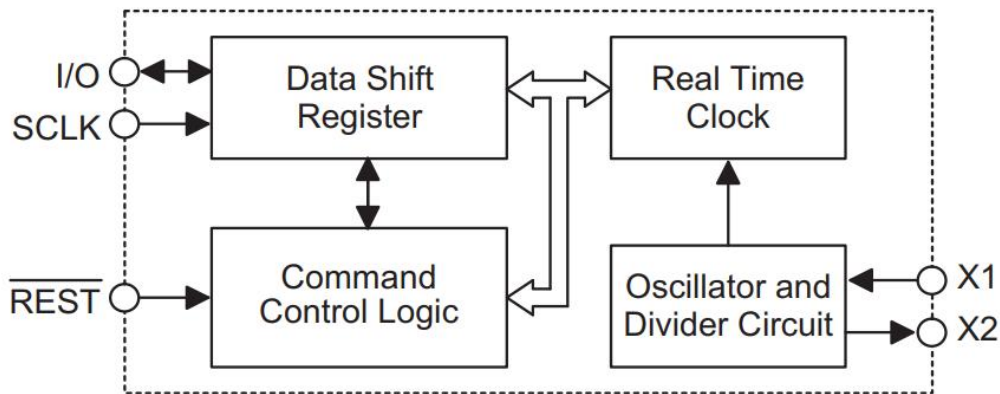 I/O
SCLK
REST
Data Shift
Register
Real Time
Clock
Command
Control Logic
Oscillator and
Divider Circuit
X1
X2